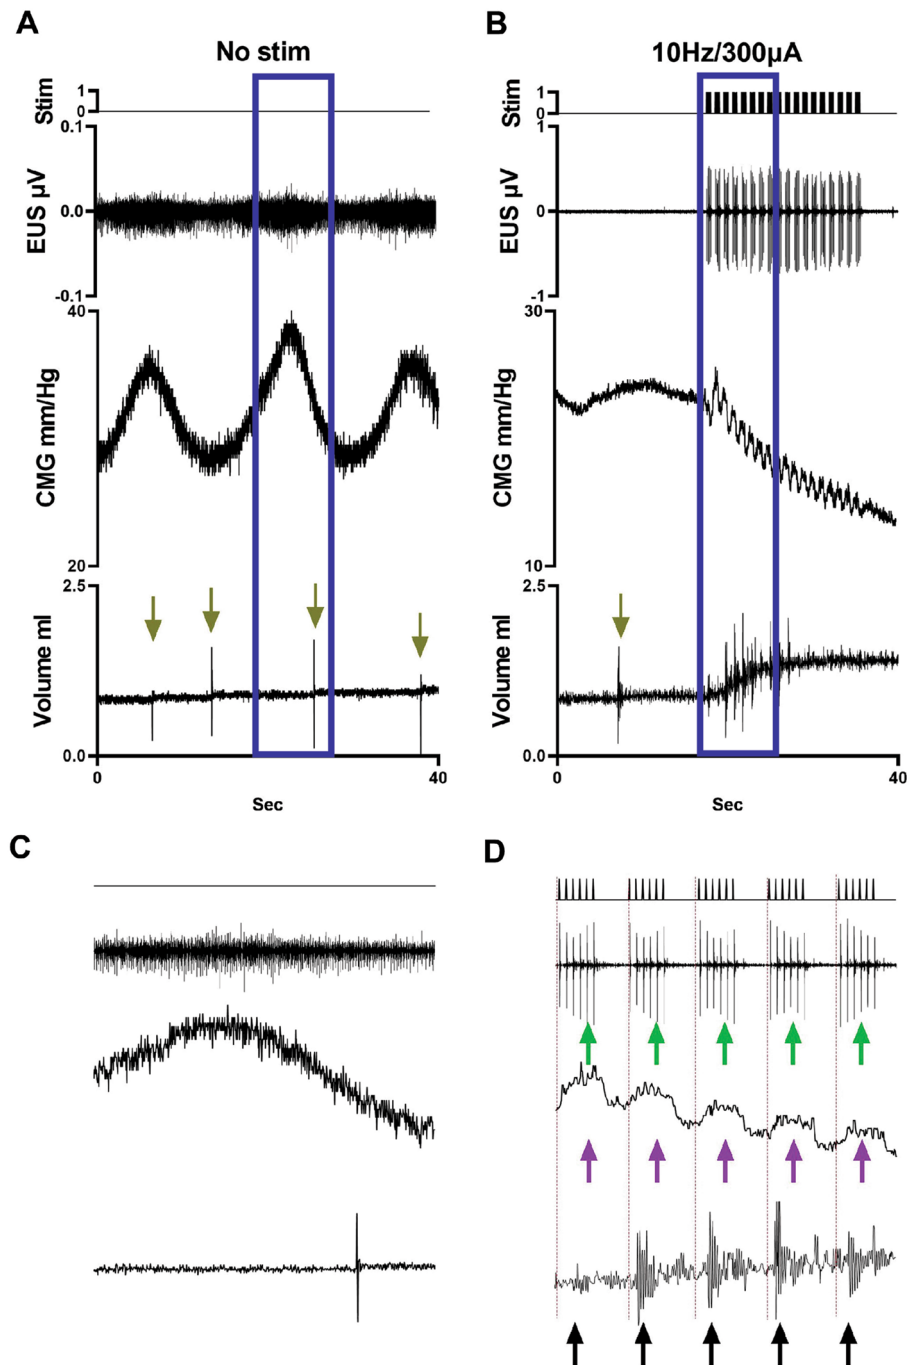 A
No stim
Stim
1
0
EUS µV
0.1
0.0
-0.1
CMG mm/Hg
40
20
Volume ml
2.5
0.0
0
40
Sec
B
10Hz/300µA
Stim
1
0
EUS µV
1
0
-1
CMG mm/Hg
30
10
Volume ml
2.5
0.0
0
40
Sec
C
D